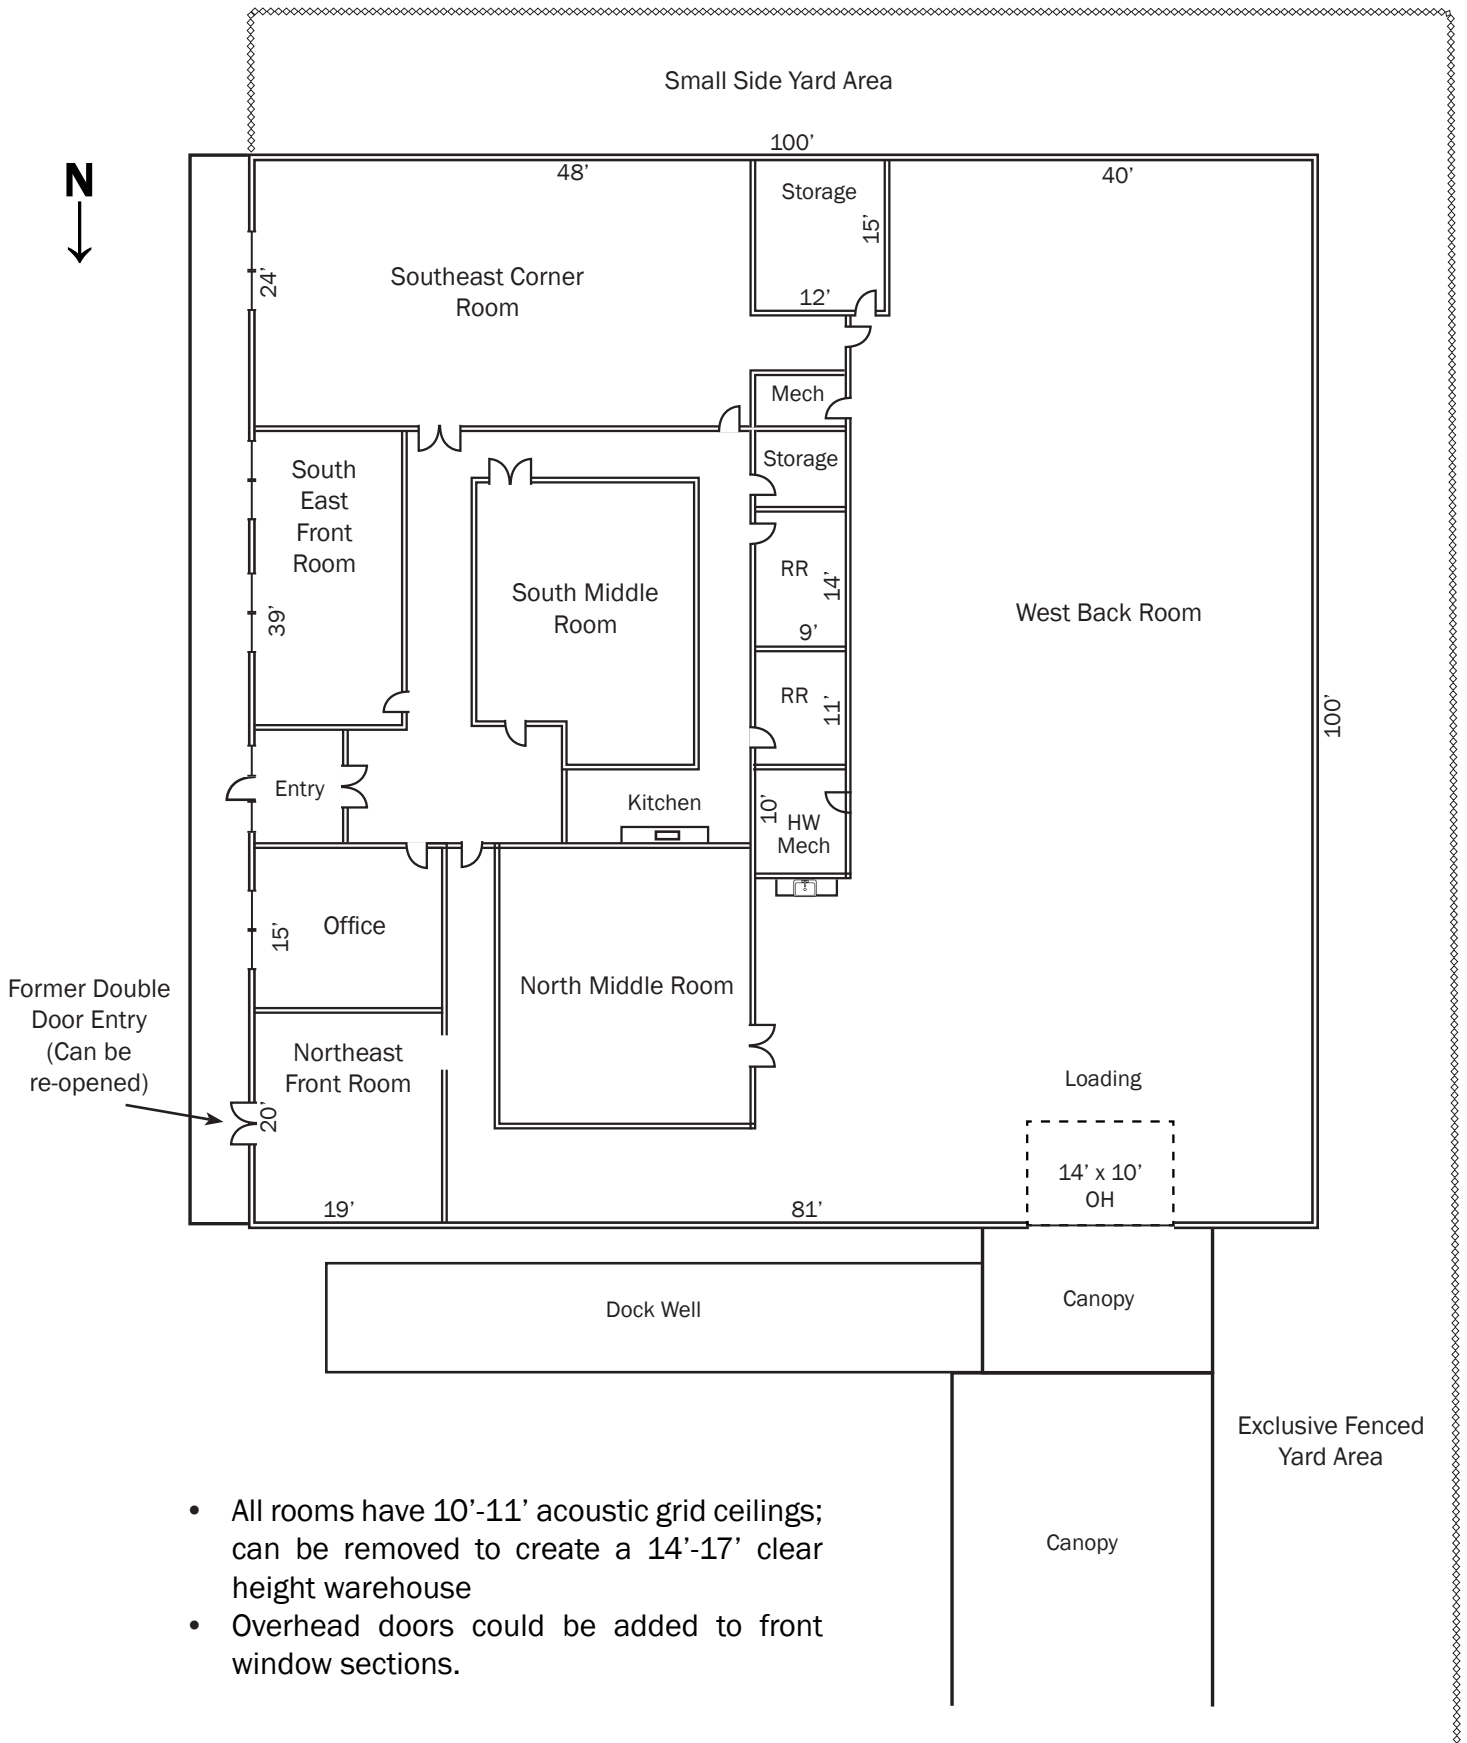 Small Side Yard Area
100’
N
48’
40’
Storage
15’
12’
24’
Southeast Corner
Room
Mech
Storage
South
East
Front
Room
39’
South Middle
Room
RR
14’
9’
RR
11’
West Back Room
100’
Entry
Kitchen
10’
HW
Mech
Office
15’
North Middle Room
Former Double
Door Entry
(Can be
re-opened)
Northeast
Front Room
20’
19’
81’
Loading
14’ x 10’
OH
Dock Well
Canopy
Exclusive Fenced
Yard Area
Canopy
• All rooms have 10’-11’ acoustic grid ceilings;
can be removed to create a 14’-17’ clear
height warehouse
• Overhead doors could be added to front
window sections.